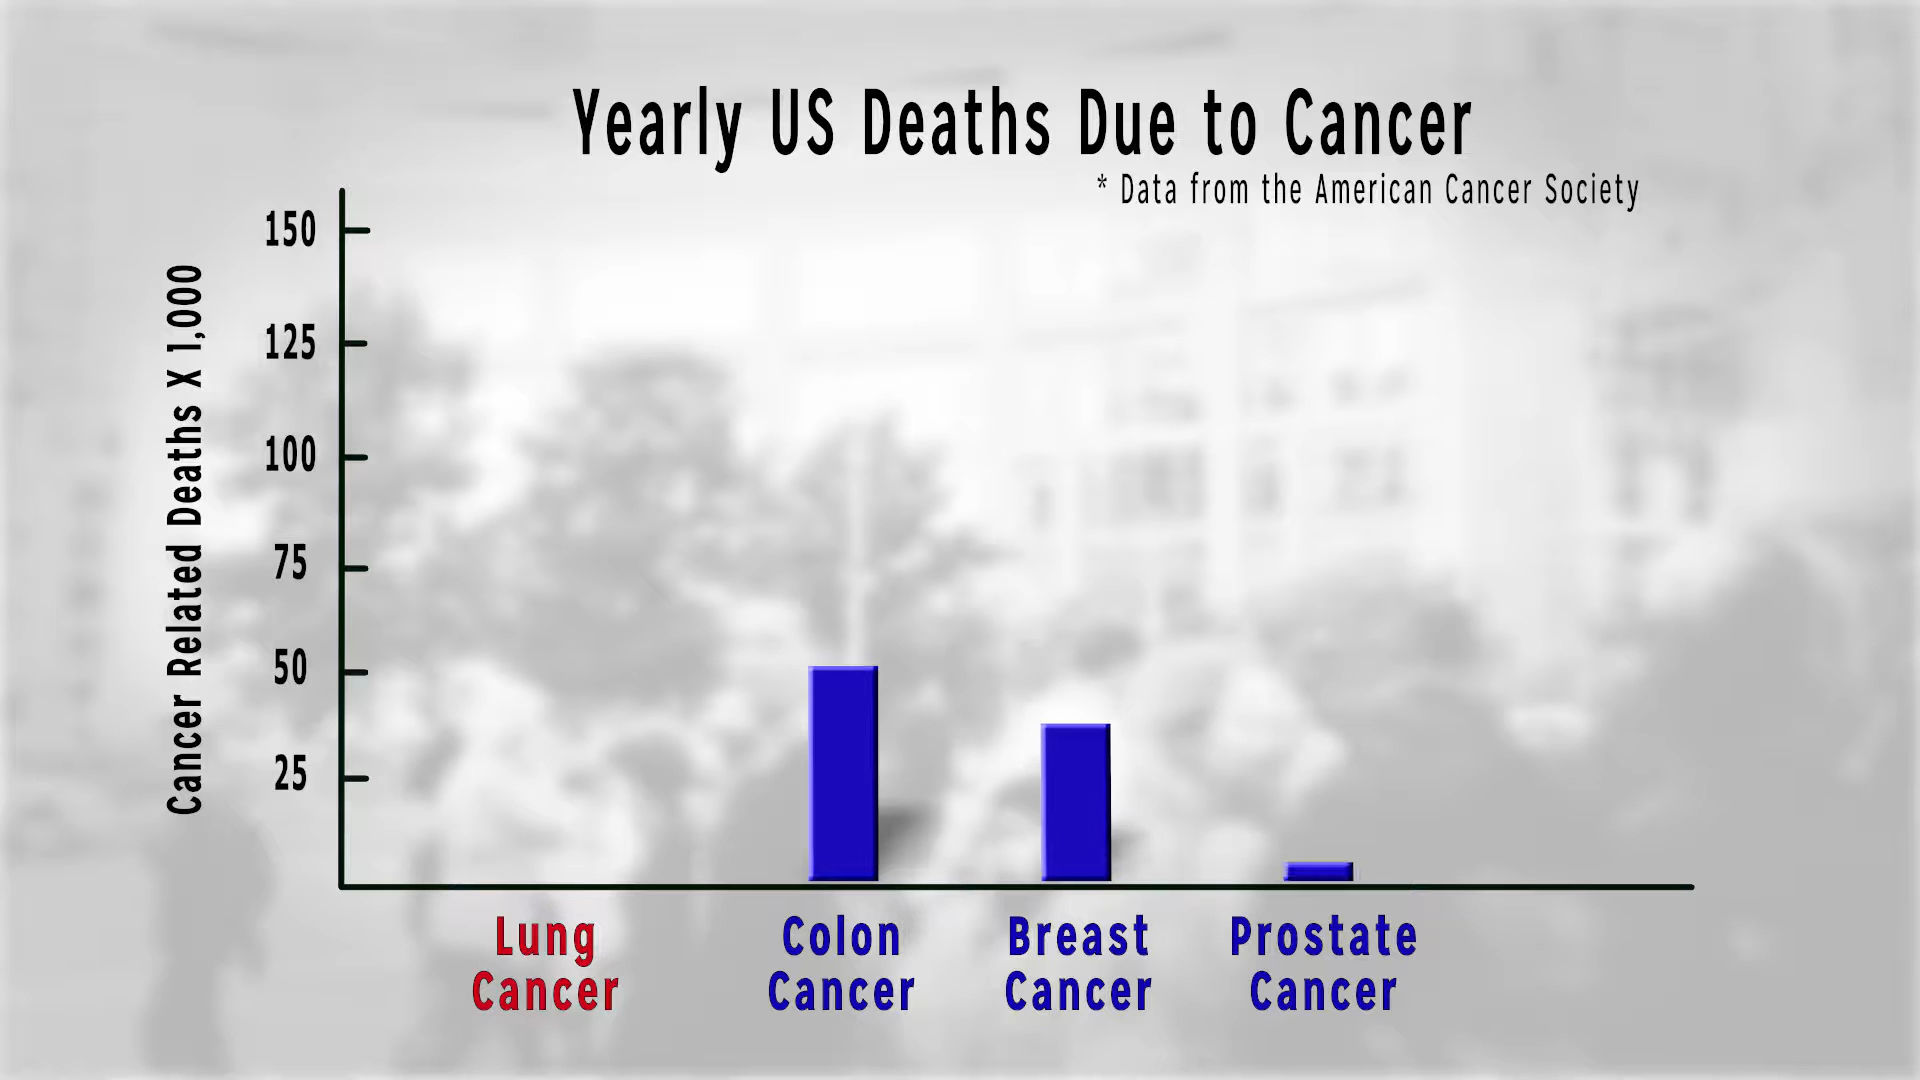 Yearly US Deaths Due to Cancer
* Data from the American Cancer Society
Cancer Related Deaths X 1,000
150
125
100
75
50
25
Lung
Cancer
Colon
Cancer
Breast
Cancer
Prostate
Cancer